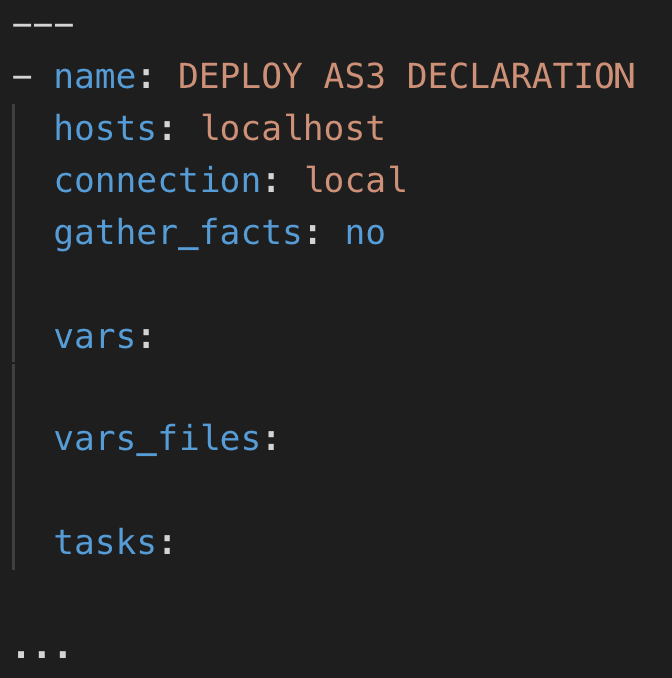 ---
- name: DEPLOY AS3 DECLARATION
hosts: localhost
connection: local
gather_facts: no
vars:
vars_files:
tasks:
...